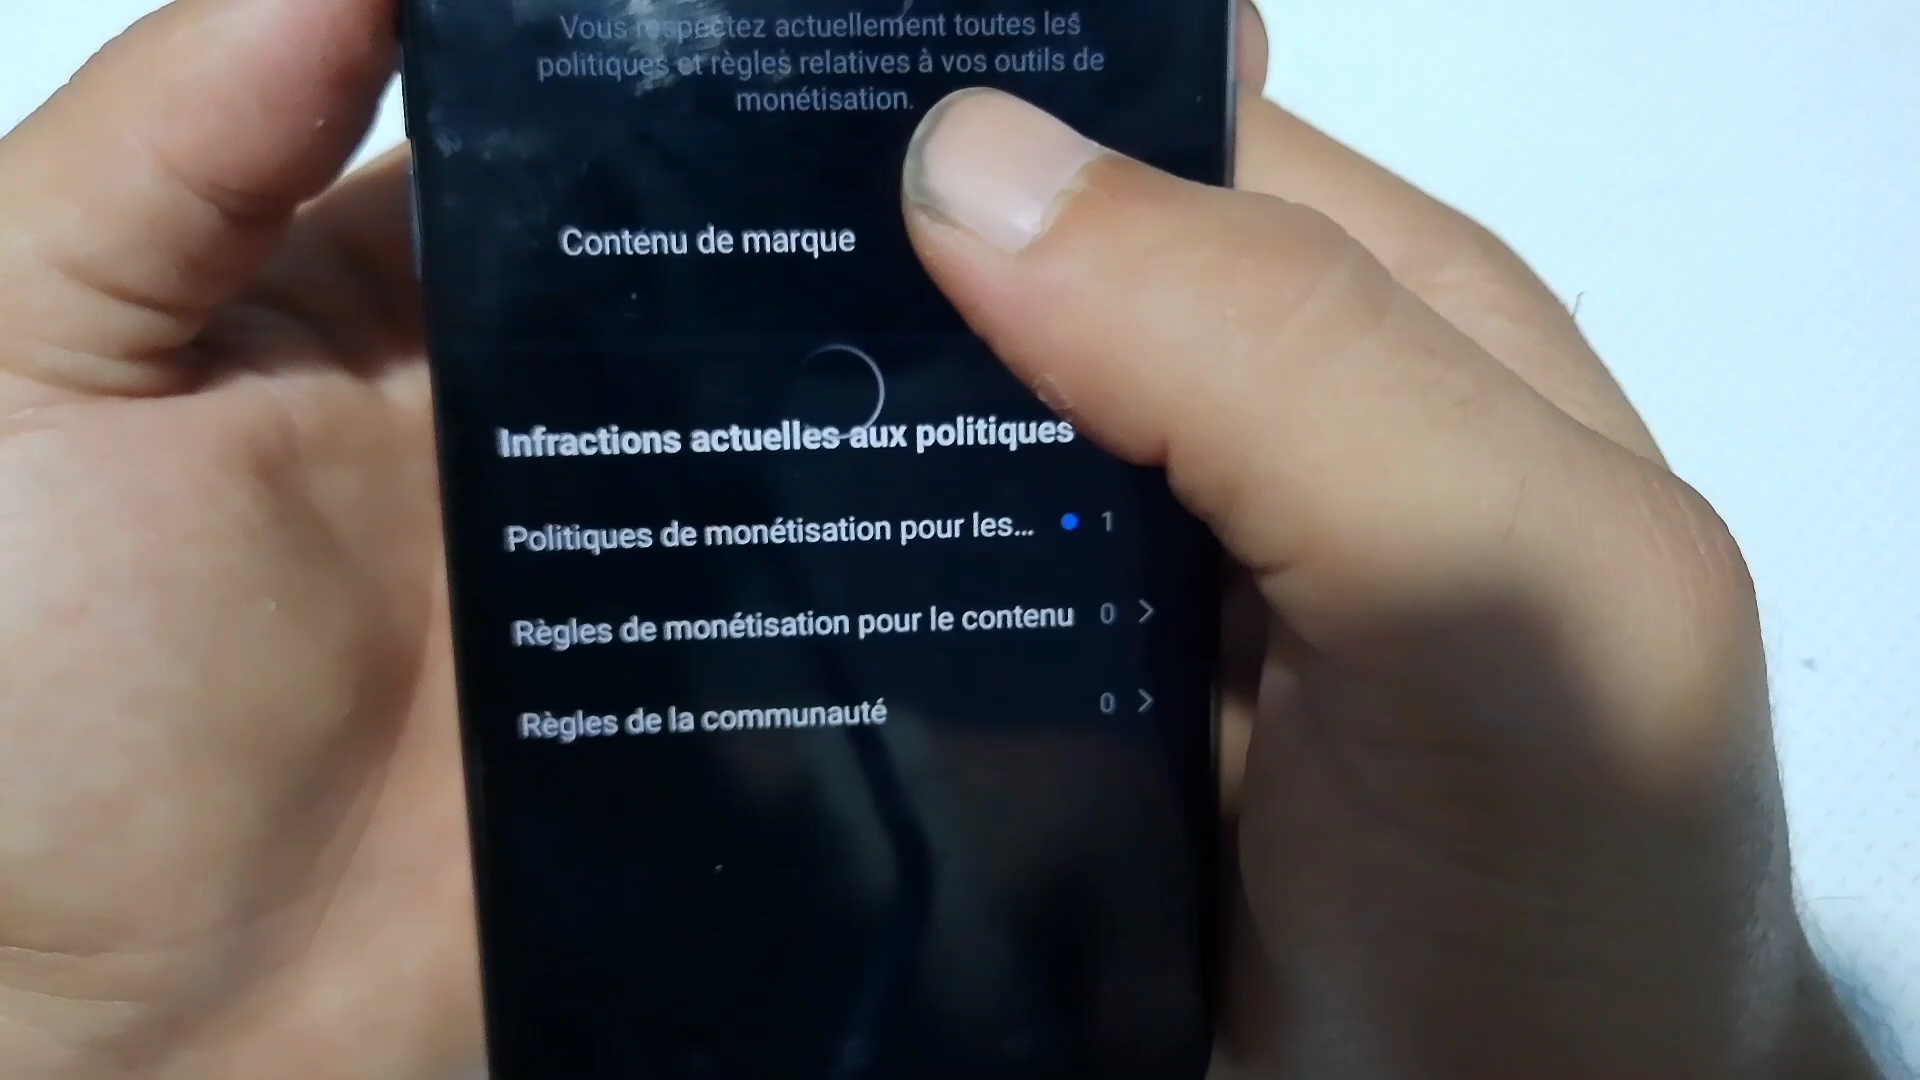 Vous respectez actuellement toutes les
politiques et règles relatives à vos outils de
monétisation.
Contenu de marque
Infractions actuelles aux politiques
Politiques de monétisation pour les... 1
Règles de monétisation pour le contenu 0
Règles de la communauté 0